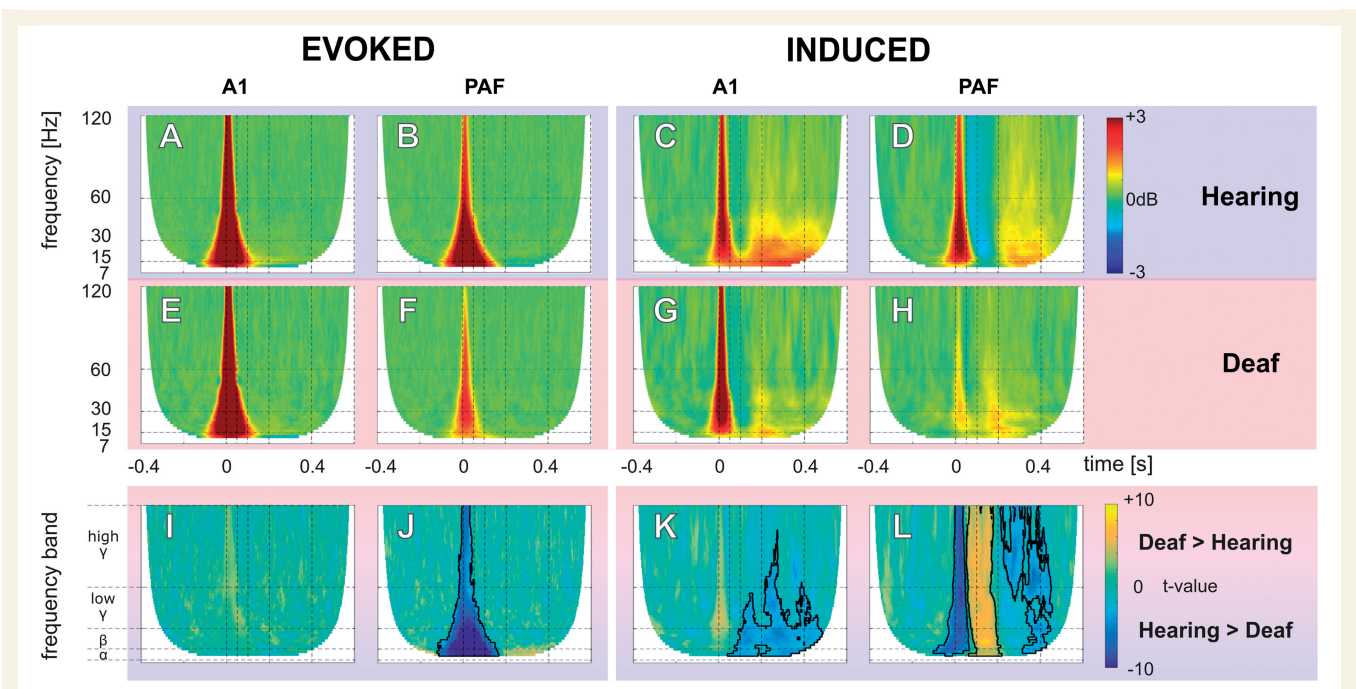 EVOKED INDUCED
A1 PAF A1 PAF
frequency [Hz]
120
60
30
15
7
A B C D
+3
0dB
-3
Hearing
120
60
30
15
7
E F G H
Deaf
-0.4 0 0.4 -0.4 0 0.4 -0.4 0 0.4 -0.4 0 0.4 time [s]
frequency band
high
γ
low
γ
β
α
I J K L
+10
Deaf > Hearing
0 t-value
Hearing > Deaf
-10